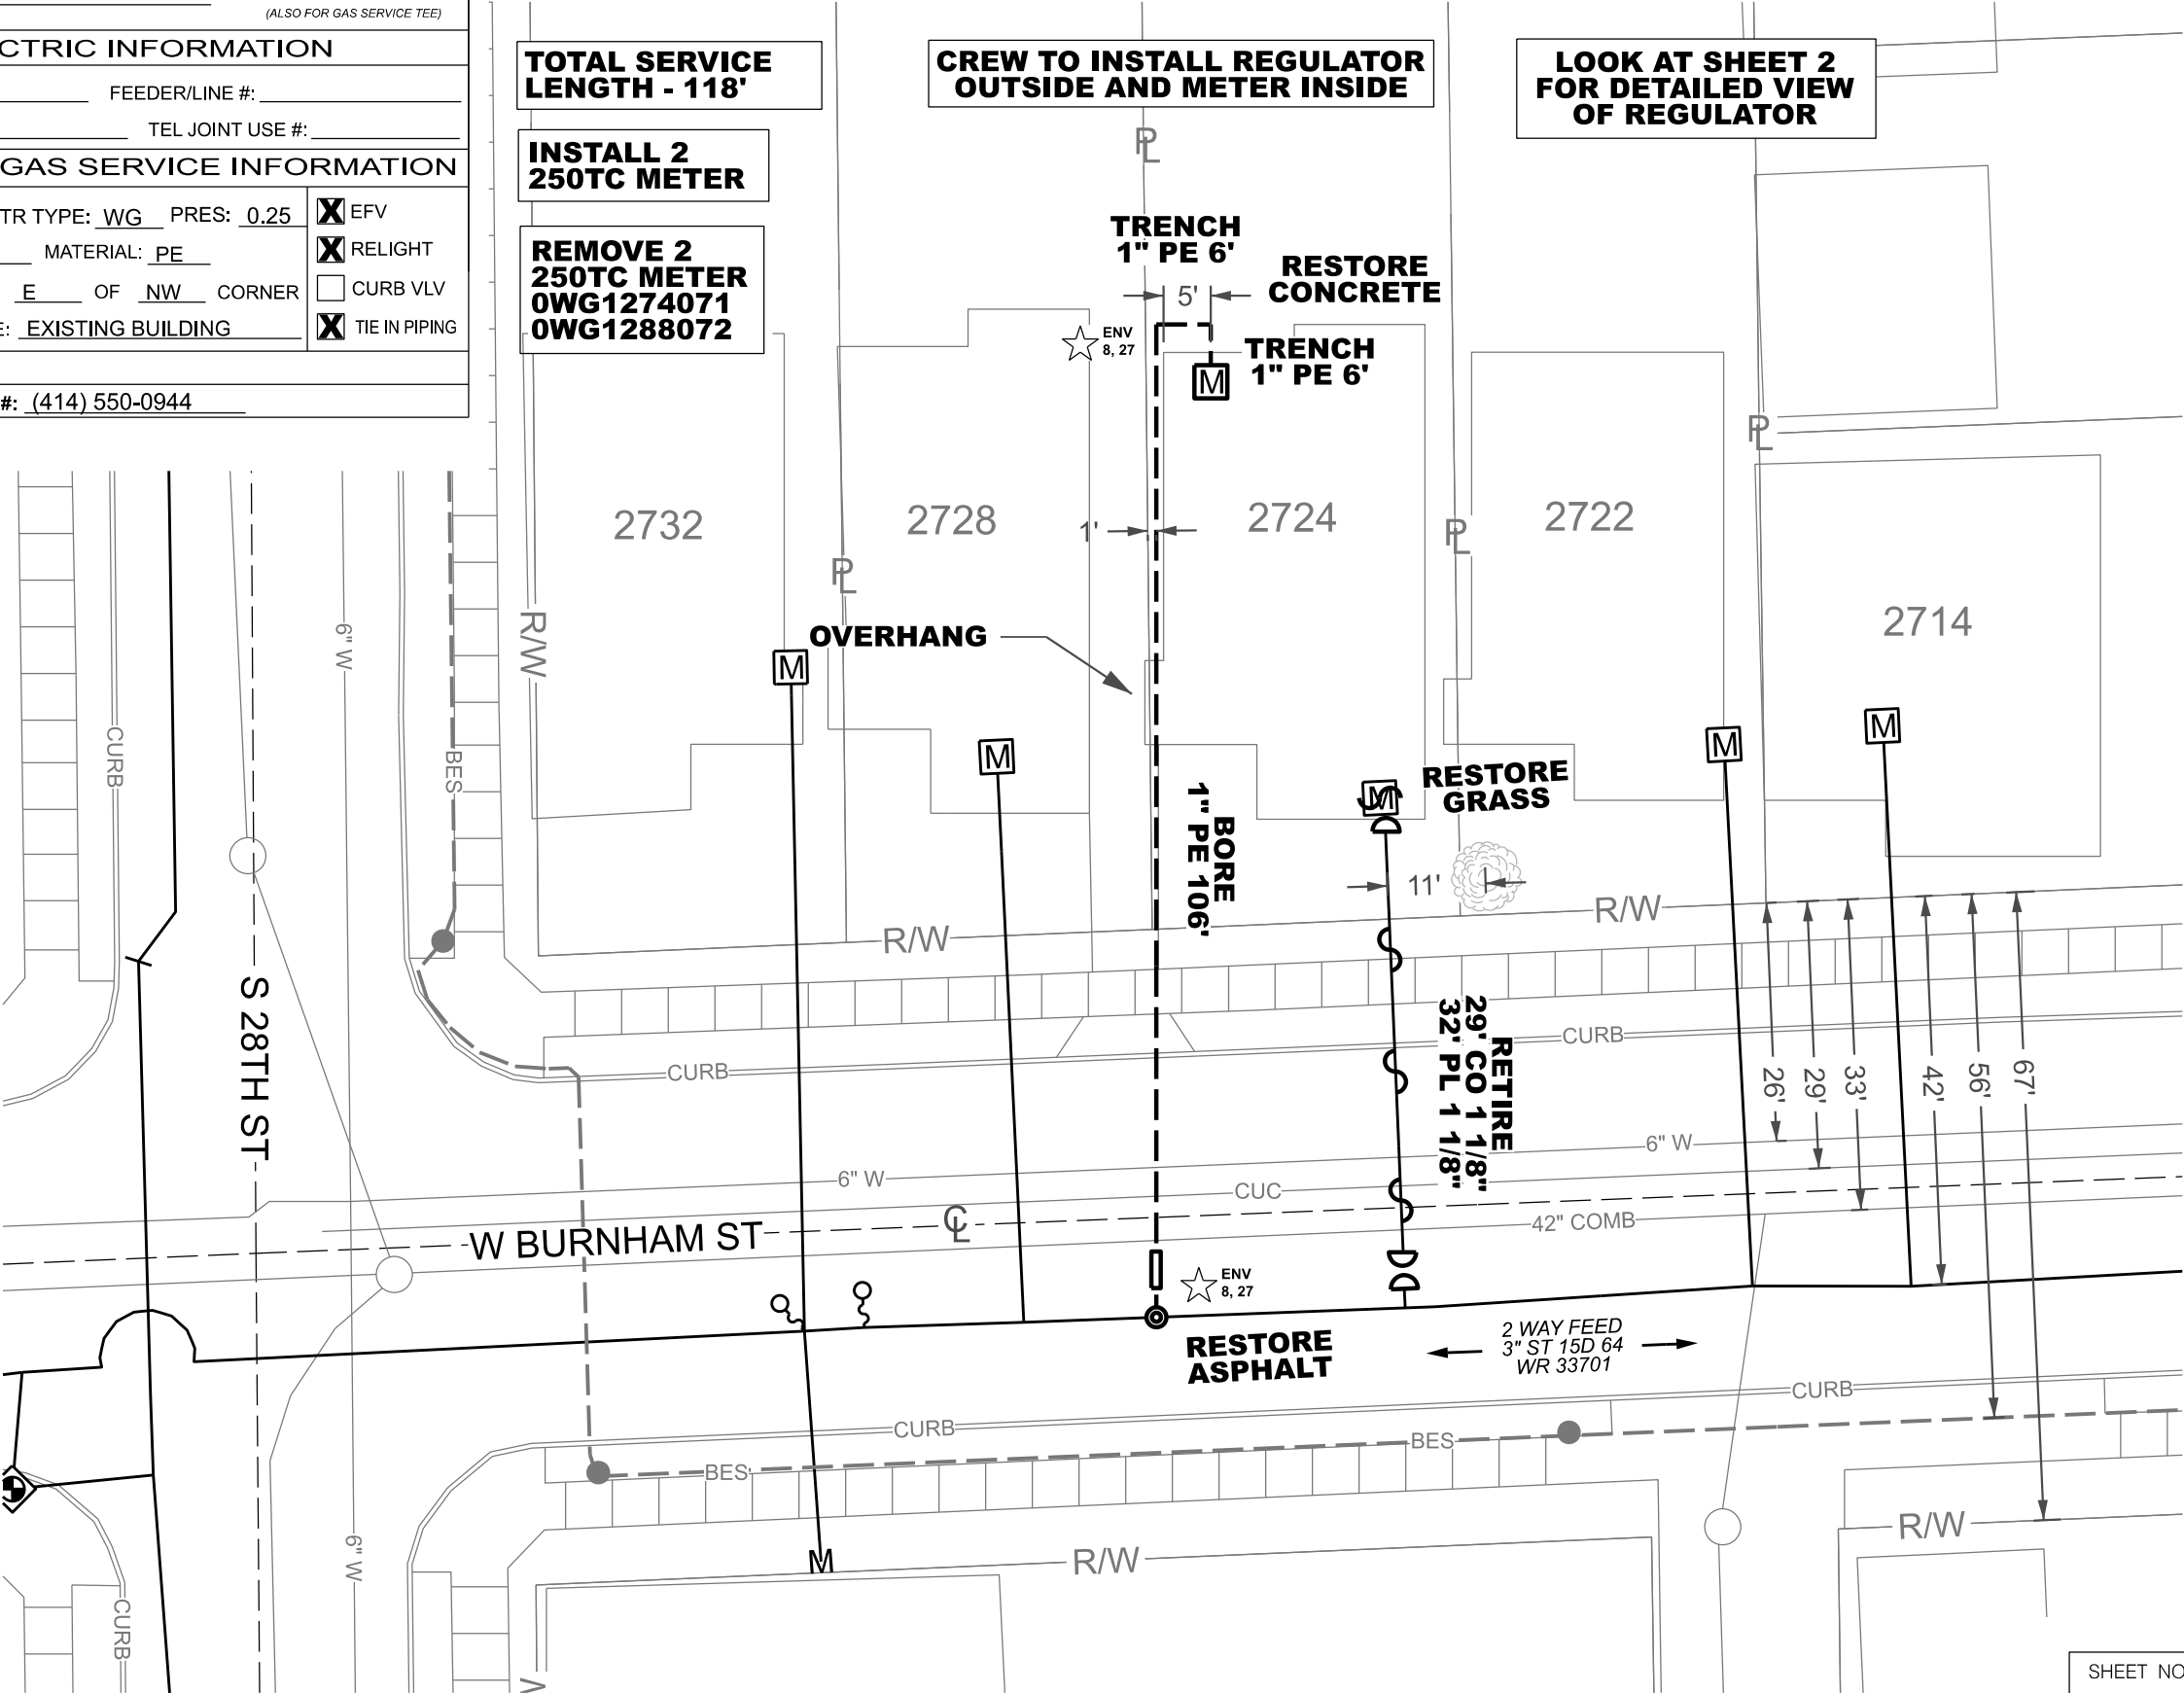 (ALSO FOR GAS SERVICE TEE)
CTRIC INFORMATION
FEEDER/LINE #:
TEL JOINT USE #:
GAS SERVICE INFORMATION
TR TYPE: WG PRES: 0.25
MATERIAL: PE
E OF NW CORNER
E: EXISTING BUILDING
X EFV
X RELIGHT
CURB VLV
X TIE IN PIPING
#: (414) 550-0944
TOTAL SERVICE
LENGTH - 118'
INSTALL 2
250TC METER
REMOVE 2
250TC METER
0WG1274071
0WG1288072
CREW TO INSTALL REGULATOR
OUTSIDE AND METER INSIDE
LOOK AT SHEET 2
FOR DETAILED VIEW
OF REGULATOR
PL
TRENCH
1" PE 6'
RESTORE
CONCRETE
5'
ENV
8, 27
TRENCH
1" PE 6'
M
PL
2732
2728
1'
2724
PL
2722
PL
2714
6" W
R/W
OVERHANG
M
M
M
M
M
CURB
BES
RESTORE
GRASS
BORE
1" PE 106'
11'
R/W
R/W
S 28TH ST
CURB
CURB
RETIRE
29' CO 1 1/8"
32' PL 1 1/8"
26'
29'
33'
42'
56'
67'
6" W
6" W
CUC
42" COMB
W BURNHAM ST
CL
ENV
8, 27
RESTORE
ASPHALT
2 WAY FEED
3" ST 15D 64
WR 33701
CURB
CURB
BES
BES
R/W
R/W
M
6" W
CURB
SHEET NO